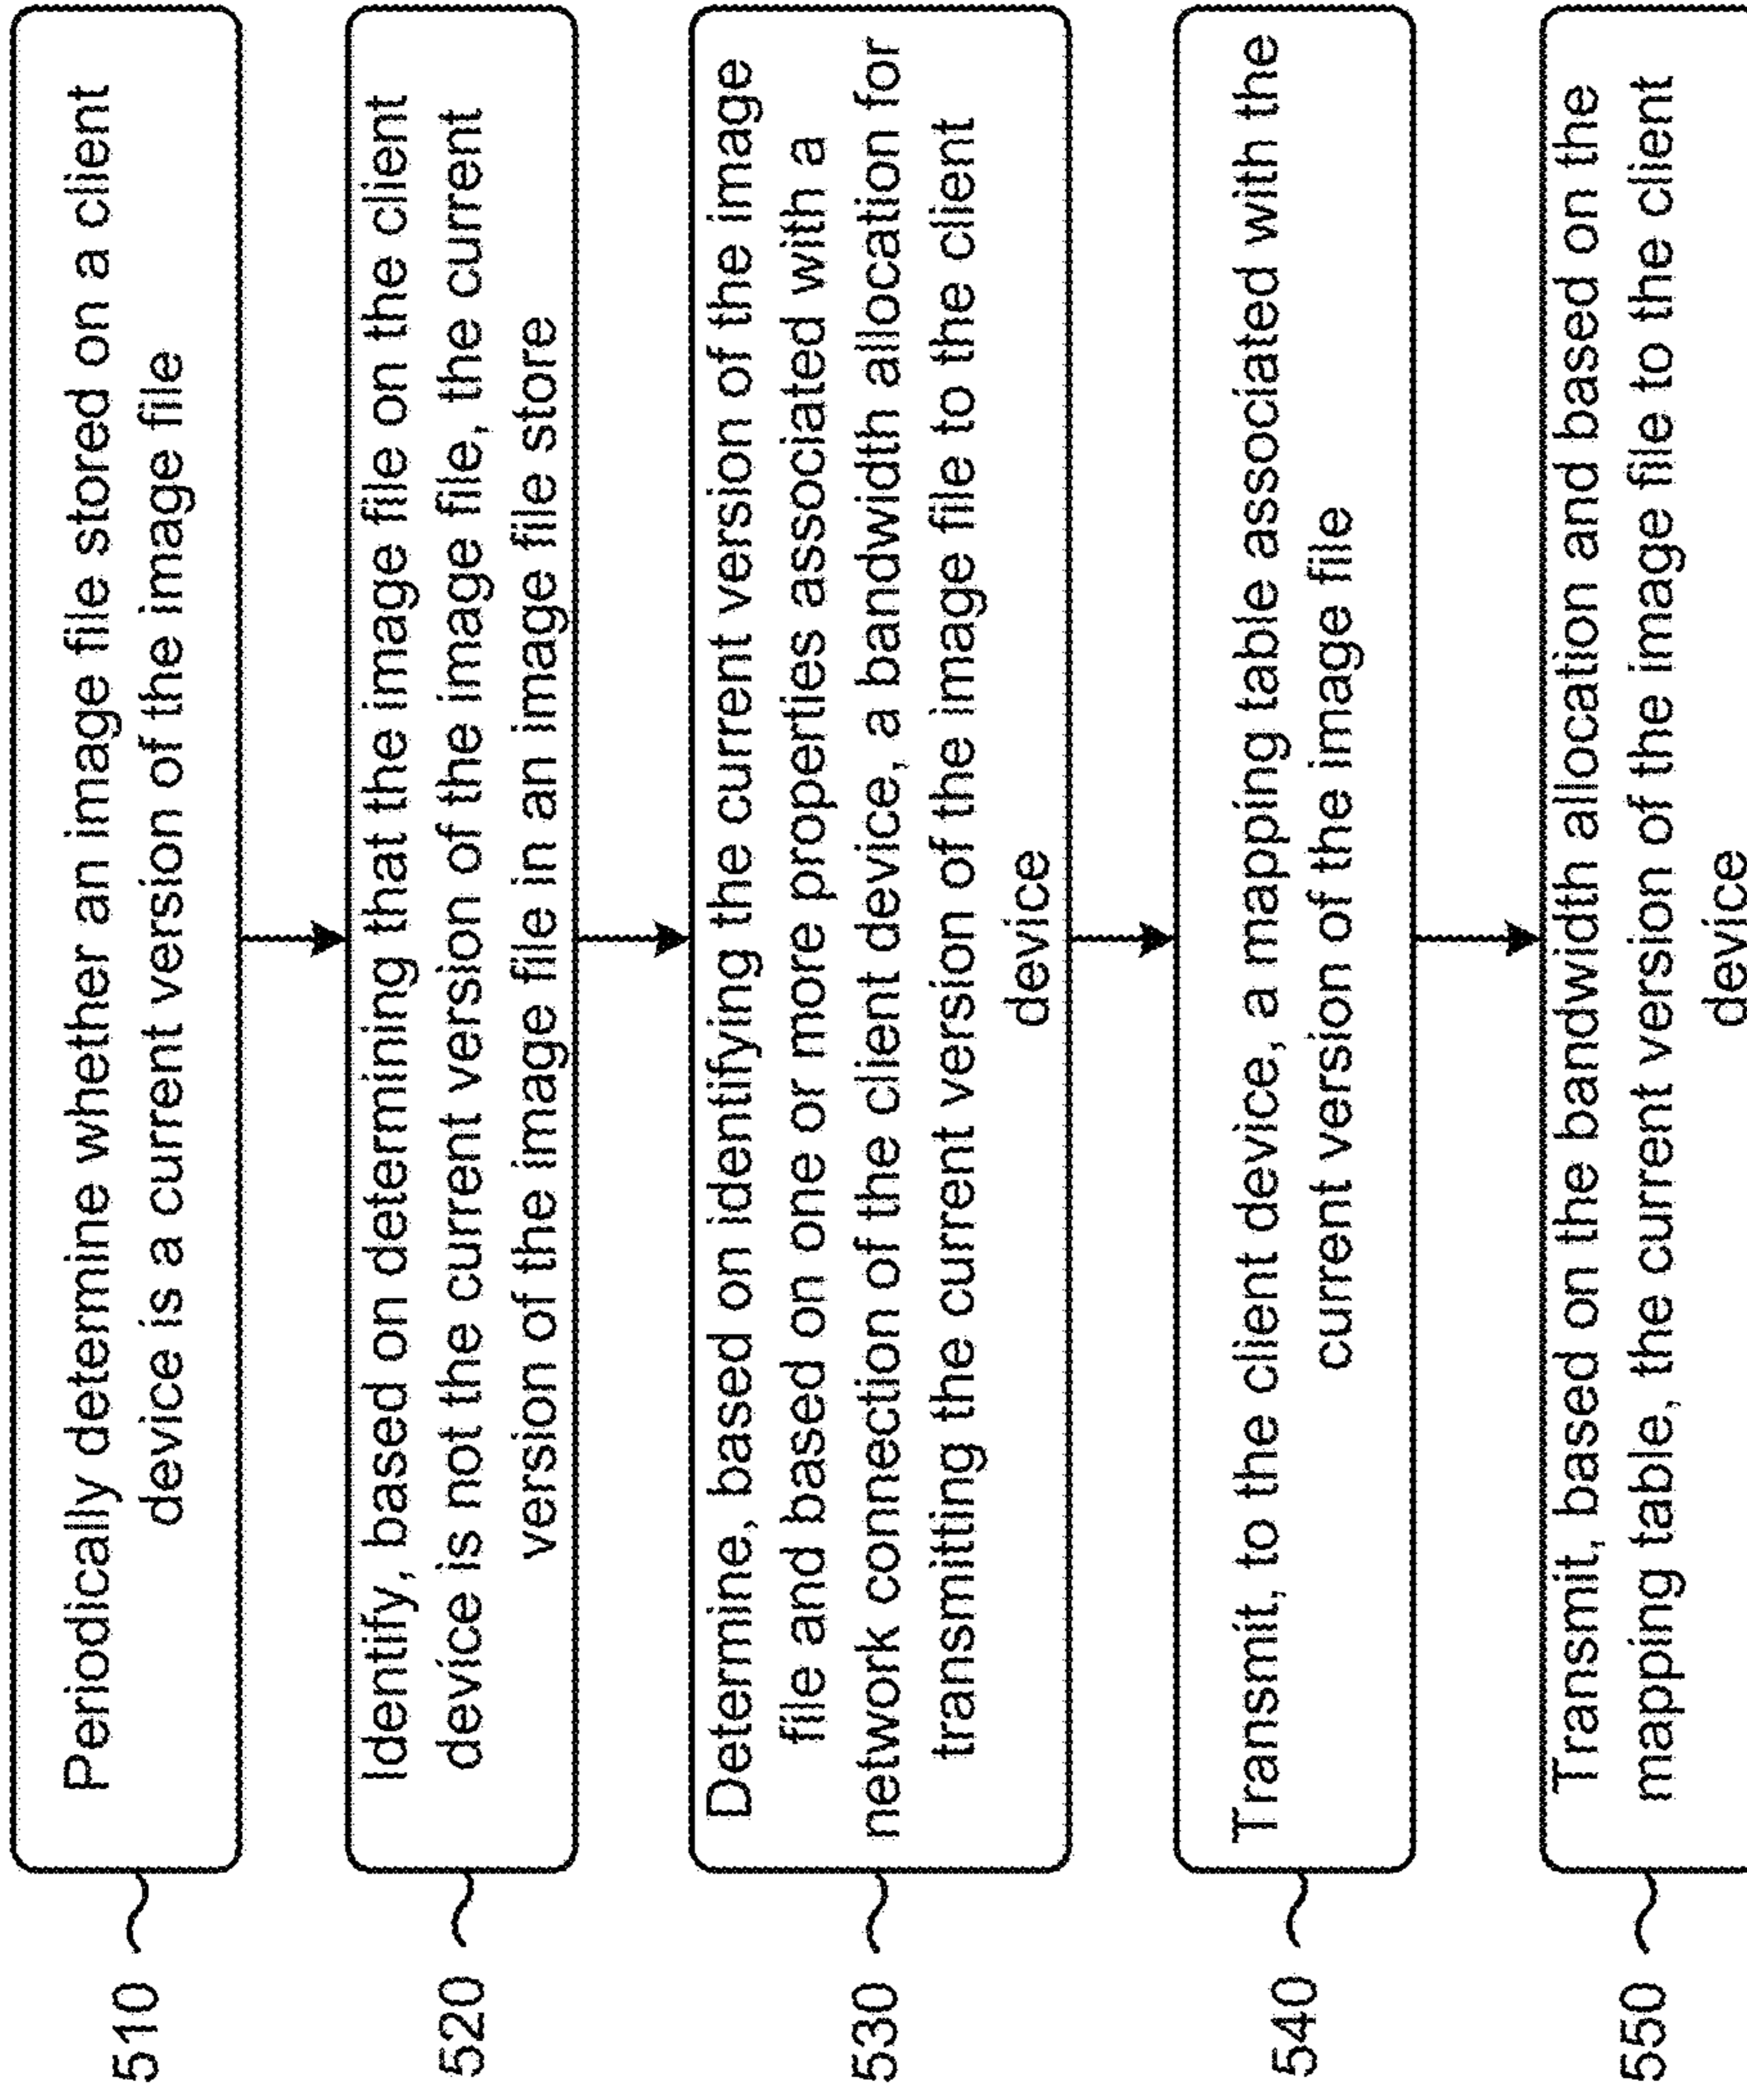 510
Periodically determine whether an image file stored on a client
device is a current version of the image file
520
Identify, based on determining that the image file on the client
device is not the current version of the image file, the current
version of the image file in an image file store
530
Determine, based on identifying the current version of the image
file and based on one or more properties associated with a
network connection of the client device, a bandwidth allocation for
transmitting the current version of the image file to the client
device
540
Transmit, to the client device, a mapping table associated with the
current version of the image file
550
Transmit, based on the bandwidth allocation and based on the
mapping table, the current version of the image file to the client
device